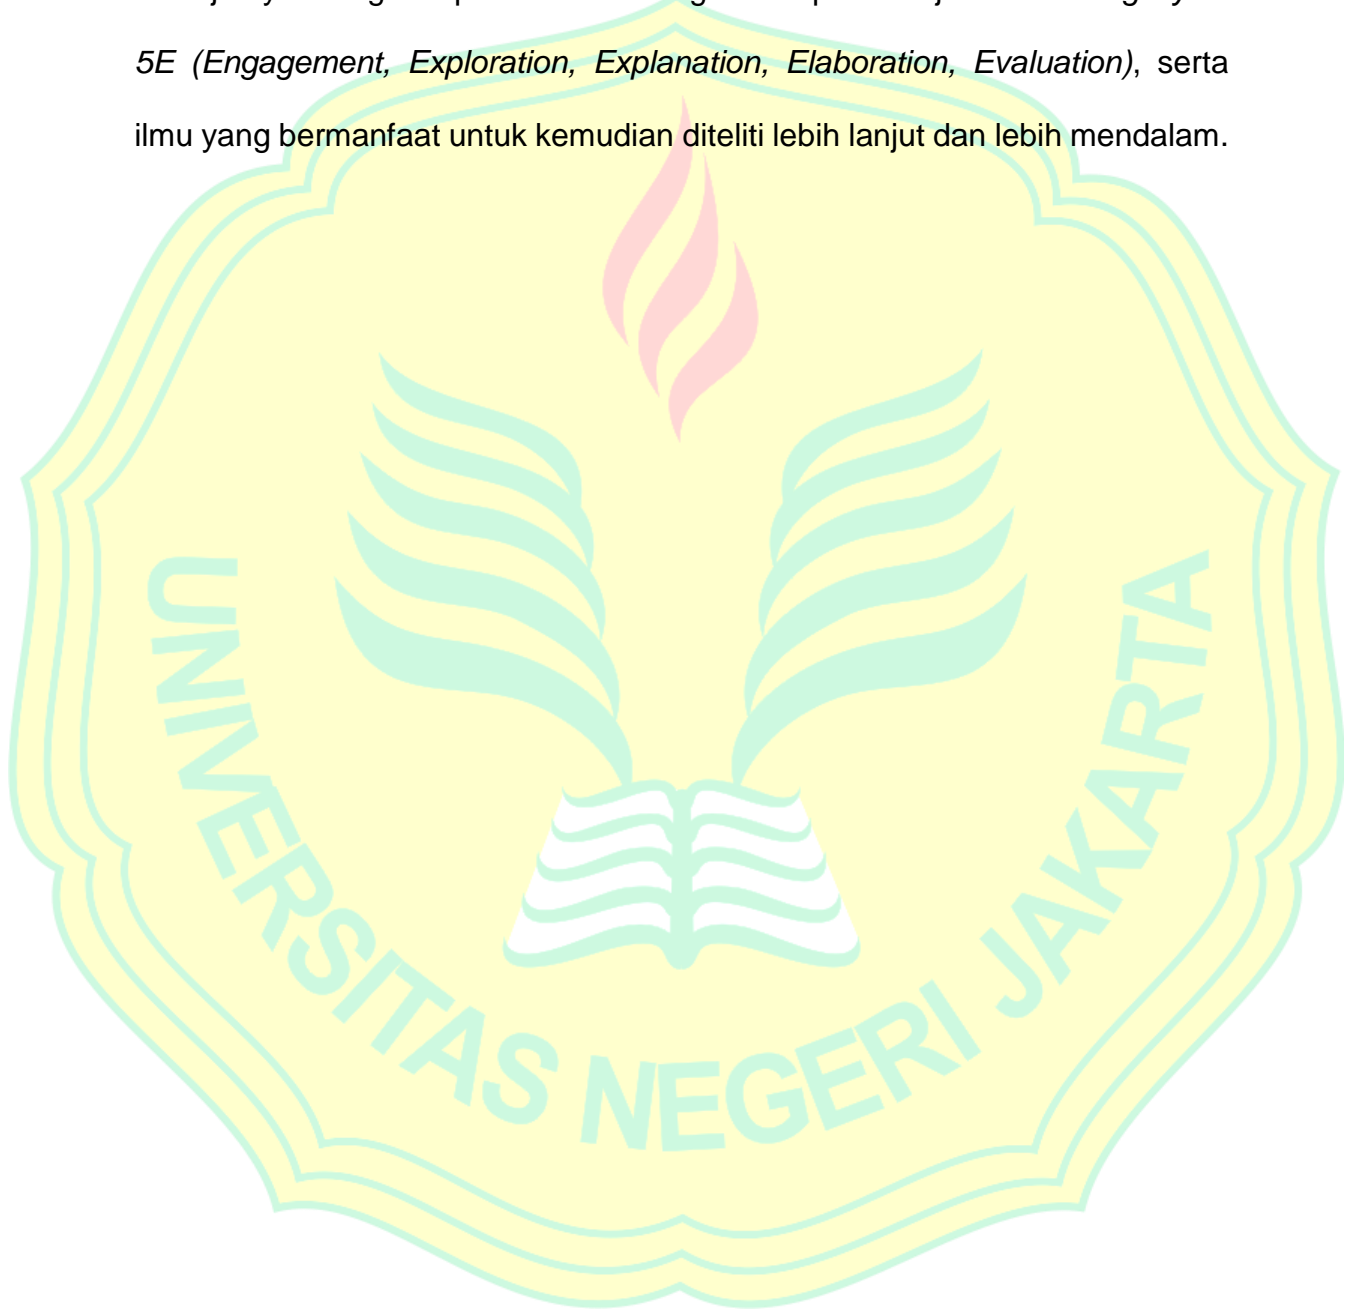 5E (Engagement, Exploration, Explanation, Elaboration, Evaluation), serta
ilmu yang bermanfaat untuk kemudian diteliti lebih lanjut dan lebih mendalam.
UNIVERSITAS NEGERI JAKARTA